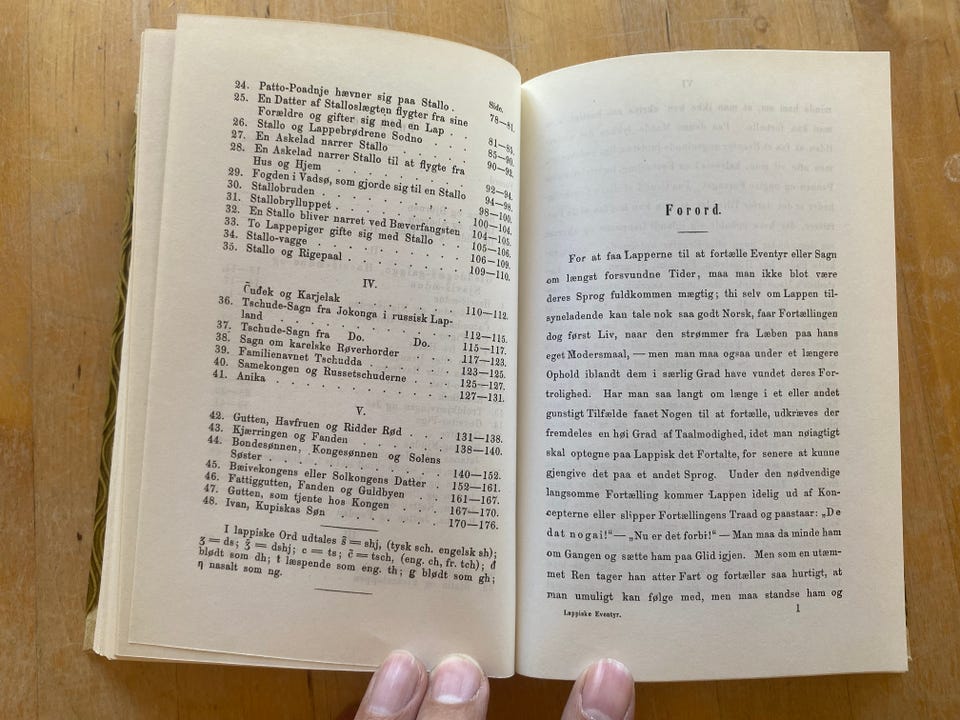 Side.
24. Patto-Poadnje hævner sig paa Stallo . 78—81.
25. En Datter af Stalloslægten flygter fra sine
Forældre og gifter sig med en Lap . . 81—85.
26. Stallo og Lappebrødrene Sodno . . . 85—90.
27. En Askelad narrer Stallo . . . . . 90—92.
28. En Askelad narrer Stallo til at flygte fra
Hus og Hjem . . . . . . . . 92—94.
29. Fogden i Vadsø, som gjorde sig til en Stallo 94—98.
30. Stallobruden . . . . . . . . 98—100.
31. Stallobrylluppet . . . . . . . 100—104.
32. En Stallo bliver narret ved Bæverfangsten 104—105.
33. To Lappepiger gifte sig med Stallo . . 105—106.
34. Stallo-vagge . . . . . . . . 106—109.
35. Stallo og Rigepaal . . . . . . 109—110.
IV.
Čuđek og Karjelak . . . . . . 110—112.
36. Tschude-Sagn fra Jokonga i russisk Lap-
land . . . . . . . . . . 112—115.
37. Tschude-Sagn fra Do. Do. 115—117.
38. Sagn om karelske Røverhorder . . . 117—123.
39. Familienavnet Tschudda . . . . . 123—125.
40. Samekongen og Russetschuderne . . . 125—127.
41. Anika . . . . . . . . . . 127—131.
V.
42. Gutten, Havfruen og Ridder Rød . . . 131—138.
43. Kjærringen og Fanden . . . . . 138—140.
44. Bondesønnen, Kongesønnen og Solens
Søster . . . . . . . . . . 140—152.
45. Bæivekongens eller Solkongens Datter . 152—161.
46. Fattiggutten, Fanden og Guldbyen . . 161—167.
47. Gutten, som tjente hos Kongen . . . 167—170.
48. Ivan, Kupiskas Søn . . . . . . 170—176.
I lappiske Ord udtales š = shj, (tysk sch. engelsk sh);
ʒ = ds; ǯ = dshj; c = ts; č = tsch, (eng. ch, fr. tch); đ
blødt som dh; ŧ læspende som eng. th; g blødt som gh;
ŋ nasalt som ng.
Forord.
For at faa Lapperne til at fortælle Eventyr og Sagn
om længst forsvundne Tider, maa man ikke blot være
deres Sprog fuldkommen mægtig; thi selv om Lappen til-
syneladende kan tale nok saa godt Norsk, faar Fortællingen
dog først Liv, naar den strømmer fra Læben paa hans
eget Modersmaal, — men man maa ogsaa under et længere
Ophold iblandt dem i særlig Grad have vundet deres For-
trolighed. Har man saa langt om længe i et eller andet
gunstigt Tilfælde faaet Nogen til at fortælle, udkræves der
fremdeles en høi Grad af Taalmodighed, idet man nøiagtigt
skal optegne paa Lappisk det Fortalte, for senere at kunne
gjengive det paa et andet Sprog. Under den nødvendige
langsomme Fortælling kommer Lappen idelig ud af Kon-
cepterne eller slipper Fortællingens Traad og paastaar: „De
dat nogai!“ — „Nu er det forbi!“ — Man maa da minde ham
om Gangen og sætte ham paa Glid igjen. Men som en utæm-
met Ren tager han atter Fart og fortæller saa hurtigt, at
man umuligt kan følge med, men maa standse ham og
Lappiske Eventyr. 1